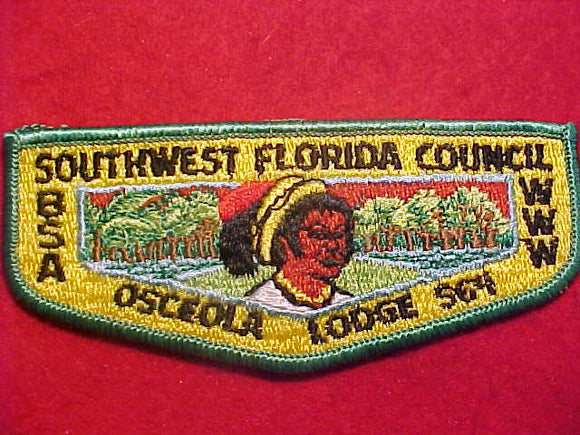 SOUTHWEST FLORIDA COUNCIL
BSA
WWW
OSCEOLA LODGE 564